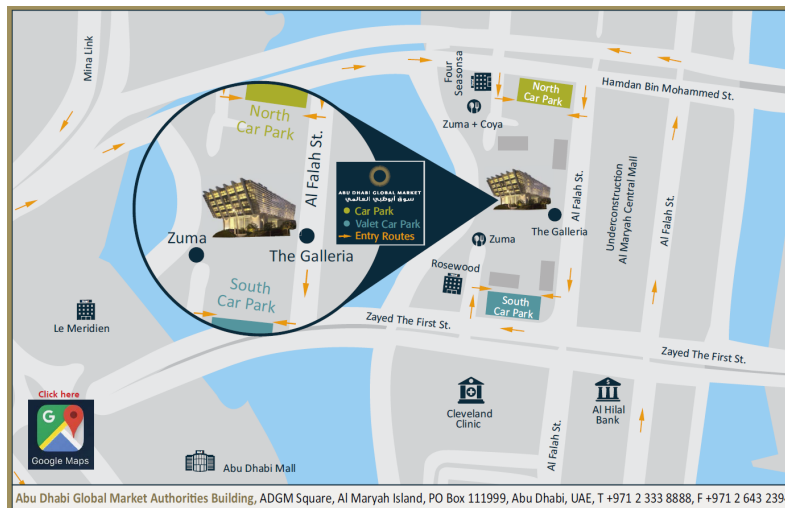 Mina Link
Four
Seasonsa
North
Car Park
Hamdan Bin Mohammed St.
Zuma + Coya
North
Car Park
Al Falah St.
ABU DHABI GLOBAL MARKET
سوق أبوظبي العالمي
Car Park
Valet Car Park
Entry Routes
Al Falah St.
Underconstruction
Al Maryah Central Mall
Al Falah St.
The Galleria
Zuma
The Galleria
Zuma
Rosewood
South
Car Park
South
Car Park
Le Meridien
Zayed The First St.
Zayed The First St.
Click here
G
Google Maps
Cleveland
Clinic
Al Hilal
Bank
Al Falah St.
Abu Dhabi Mall
Abu Dhabi Global Market Authorities Building, ADGM Square, Al Maryah Island, PO Box 111999, Abu Dhabi, UAE, T +971 2 333 8888, F +971 2 643 239